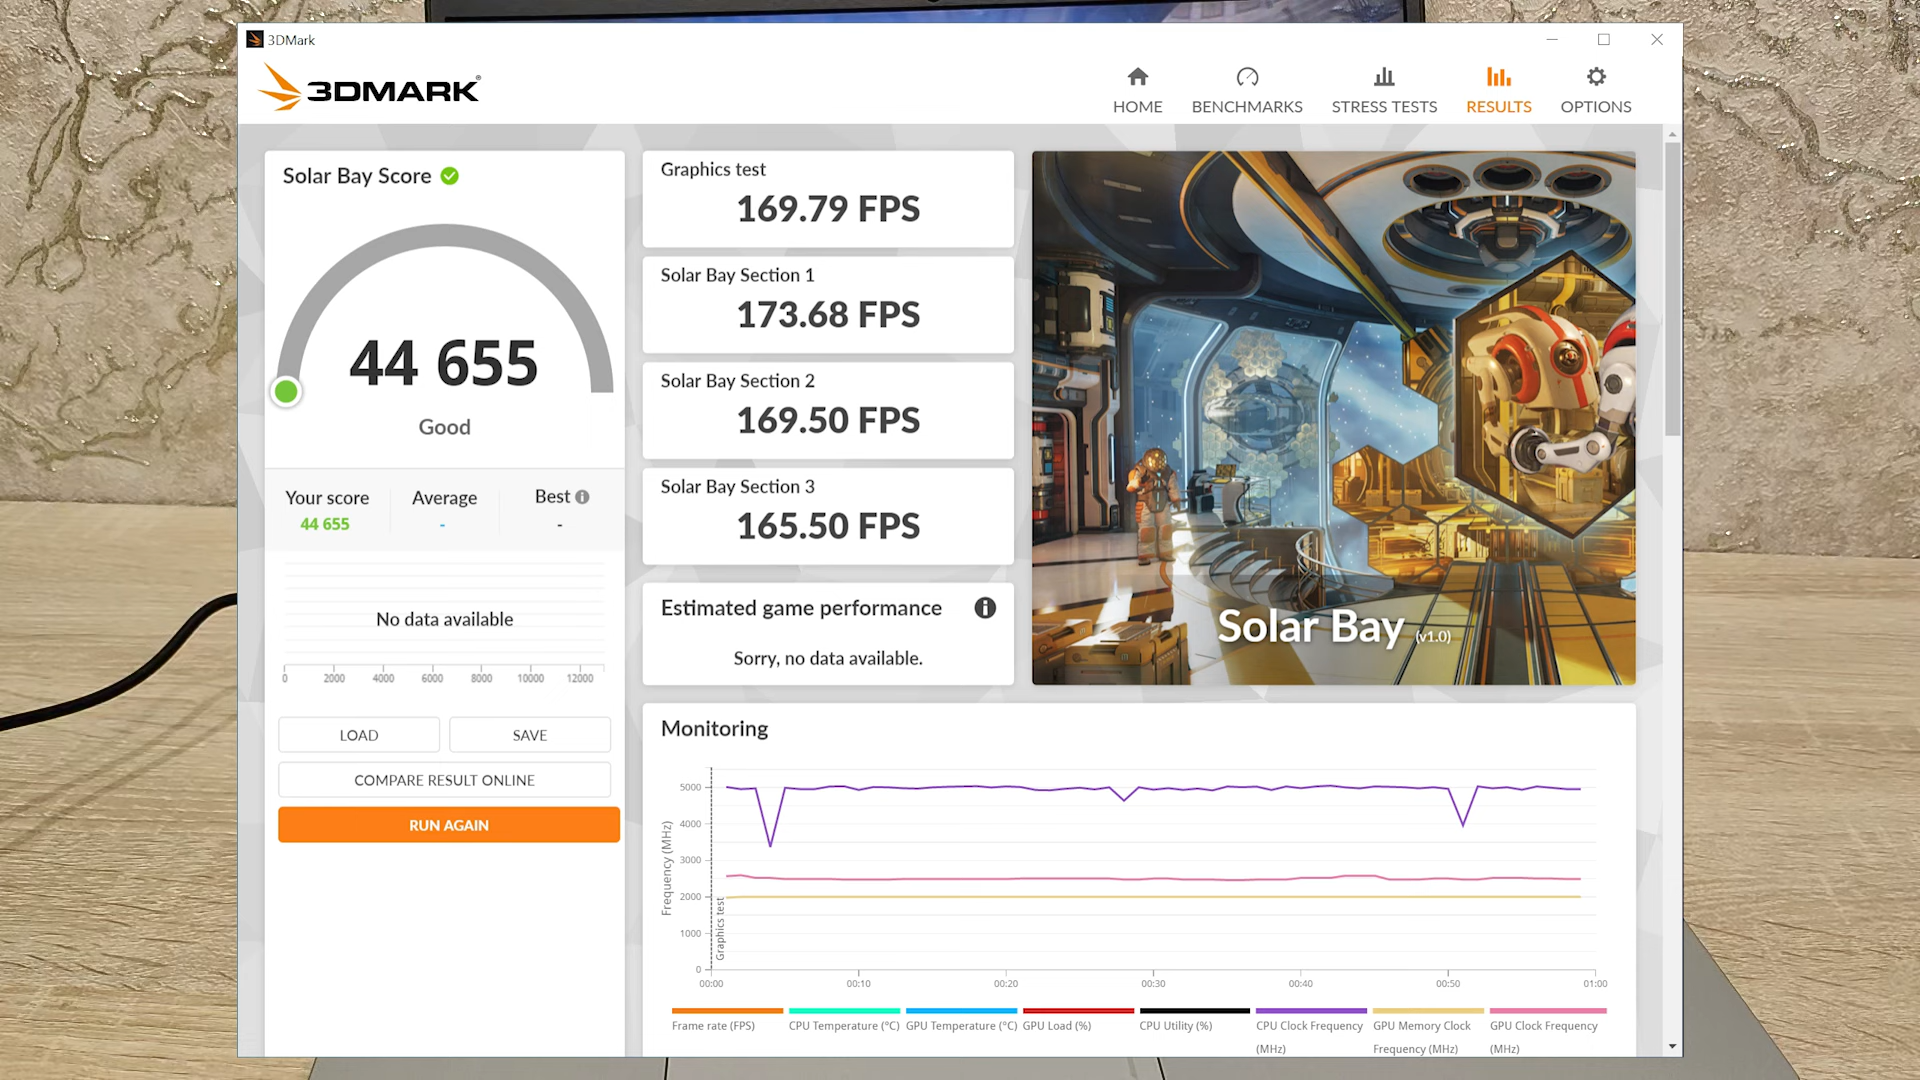 3DMark
3DMARK®
HOME
BENCHMARKS
STRESS TESTS
RESULTS
OPTIONS
Solar Bay Score
44 655
Good
Your score
44 655
Average
-
Best
-
No data available
0 2000 4000 6000 8000 10000 12000
LOAD
SAVE
COMPARE RESULT ONLINE
RUN AGAIN
Graphics test
169.79 FPS
Solar Bay Section 1
173.68 FPS
Solar Bay Section 2
169.50 FPS
Solar Bay Section 3
165.50 FPS
Estimated game performance
Sorry, no data available.
Solar Bay (v1.0)
Monitoring
Frequency (MHz)
5000
4000
3000
2000
1000
0
Graphics test
00:00 00:10 00:20 00:30 00:40 00:50 01:00
Frame rate (FPS)
CPU Temperature (°C)
GPU Temperature (°C)
GPU Load (%)
CPU Utility (%)
CPU Clock Frequency
(MHz)
GPU Memory Clock
Frequency (MHz)
GPU Clock Frequency
(MHz)